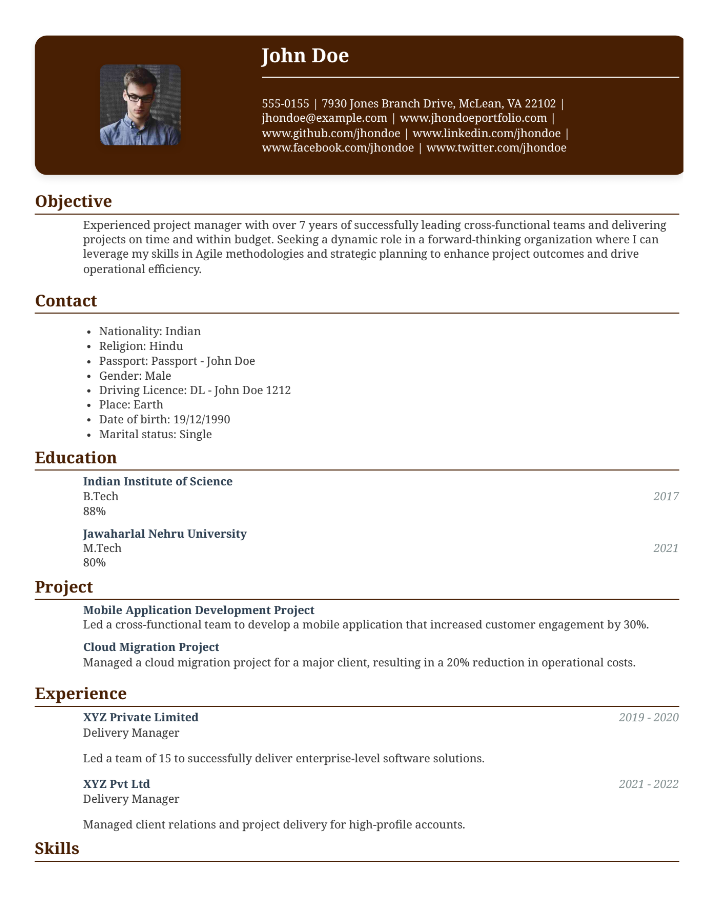 John Doe
555-0155 | 7930 Jones Branch Drive, McLean, VA 22102 |
jhondoe@example.com | www.jhondoeportfolio.com |
www.github.com/jhondoe | www.linkedin.com/jhondoe |
www.facebook.com/jhondoe | www.twitter.com/jhondoe
Objective
Experienced project manager with over 7 years of successfully leading cross-functional teams and delivering
projects on time and within budget. Seeking a dynamic role in a forward-thinking organization where I can
leverage my skills in Agile methodologies and strategic planning to enhance project outcomes and drive
operational efficiency.
Contact
• Nationality: Indian
• Religion: Hindu
• Passport: Passport - John Doe
• Gender: Male
• Driving Licence: DL - John Doe 1212
• Place: Earth
• Date of birth: 19/12/1990
• Marital status: Single
Education
Indian Institute of Science
B.Tech 2017
88%
Jawaharlal Nehru University
M.Tech 2021
80%
Project
Mobile Application Development Project
Led a cross-functional team to develop a mobile application that increased customer engagement by 30%.
Cloud Migration Project
Managed a cloud migration project for a major client, resulting in a 20% reduction in operational costs.
Experience
XYZ Private Limited 2019 - 2020
Delivery Manager
Led a team of 15 to successfully deliver enterprise-level software solutions.
XYZ Pvt Ltd 2021 - 2022
Delivery Manager
Managed client relations and project delivery for high-profile accounts.
Skills